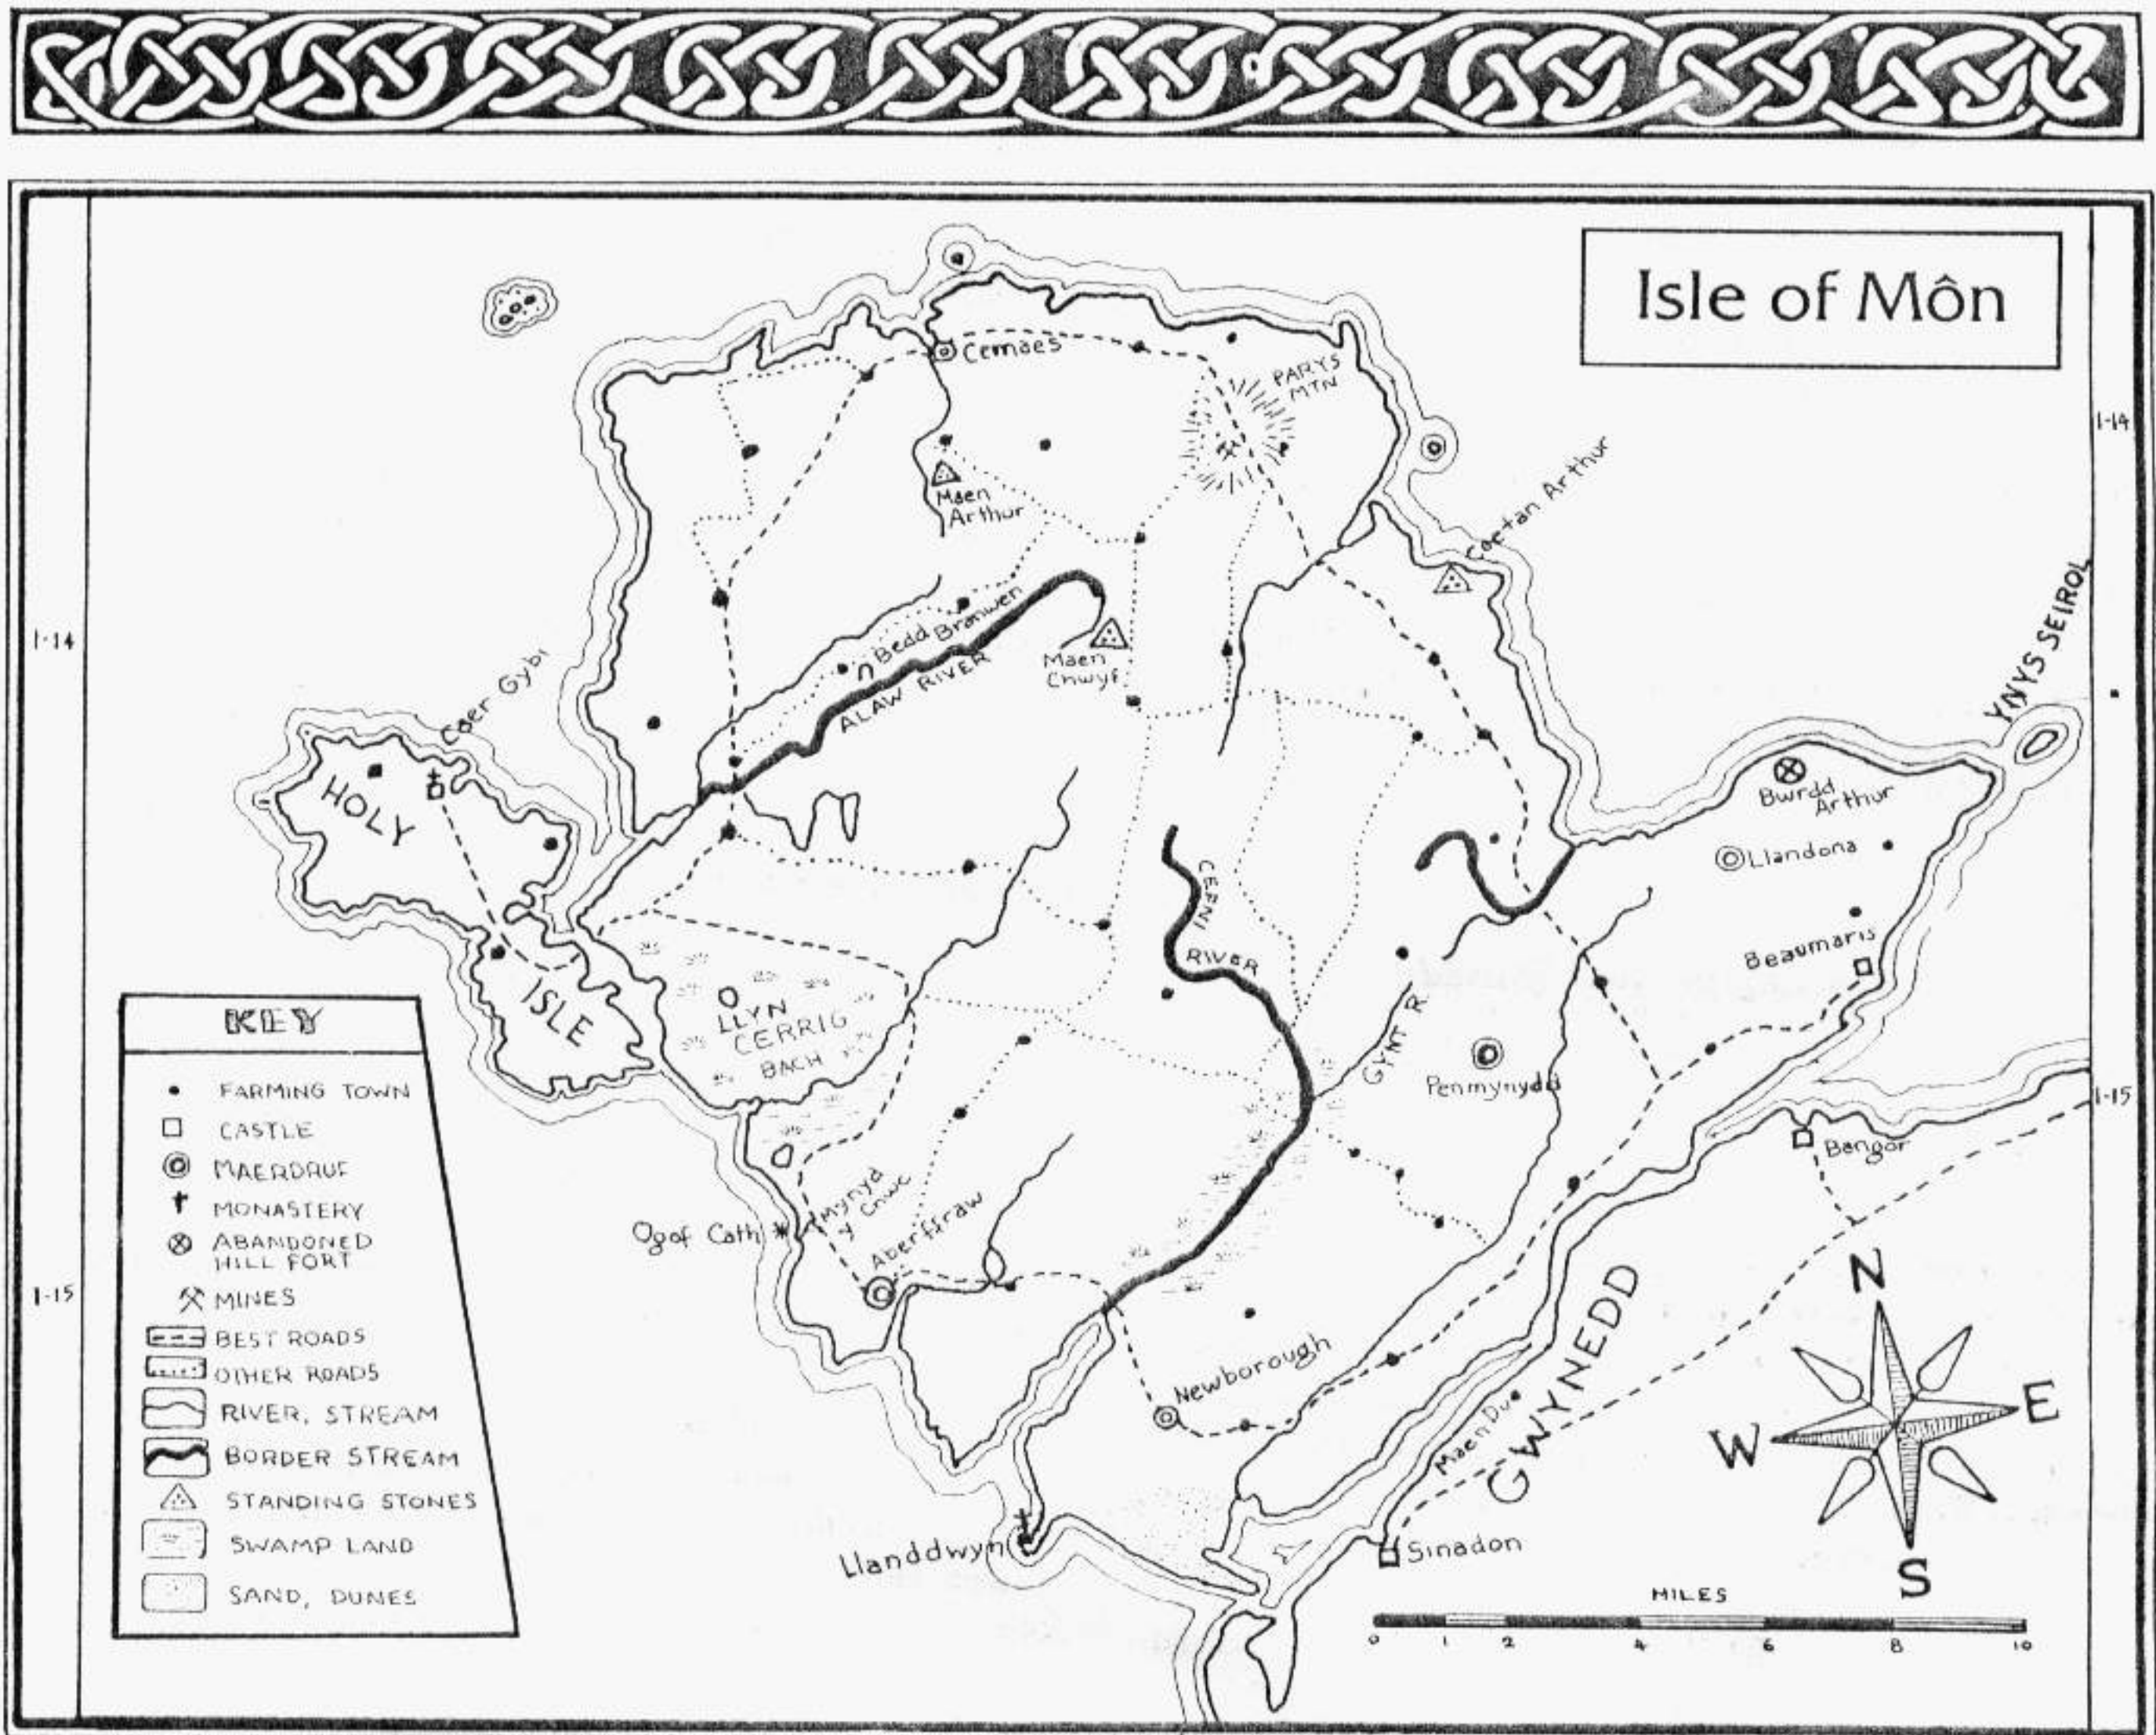 Isle of Môn
Cemaes
PARYS
MTN
1-14
Maen
Arthur
Coetan Arthur
1-14
Bedd Branwen
ALAW RIVER
Maen
Chwyf
YNYS SEIROL
Caer Gybi
HOLY
ISLE
Bwrdd
Arthur
Llandona
CEFNI
RIVER
Beaumaris
LLYN
CERRIG
BACH
GYNT R.
Penmynydd
1-15
Bangor
Mynyd
y Cnwc
Ogof Cath
Aberffraw
1-15
Newborough
GWYNEDD
Maen Du
Llanddwyn
Sinadon
KEY
FARMING TOWN
CASTLE
MAERDRUF
MONASTERY
ABANDONED
HILL FORT
MINES
BEST ROADS
OTHER ROADS
RIVER, STREAM
BORDER STREAM
STANDING STONES
SWAMP LAND
SAND, DUNES
N
E
W
S
MILES
0 1 2 4 6 8 10